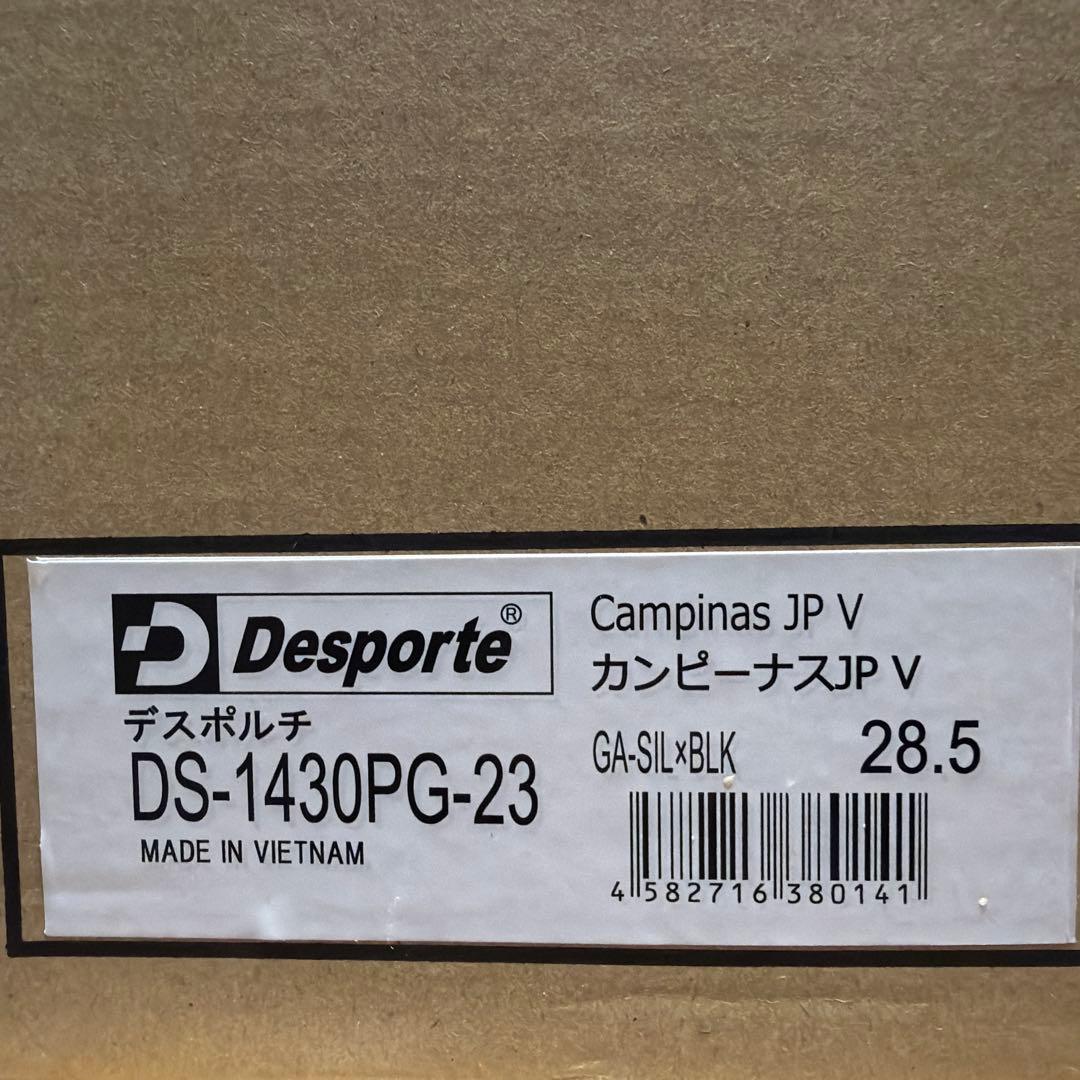 Desporte®
デスポルチ
DS-1430PG-23
MADE IN VIETNAM
Campinas JP V
カンピーナスJP V
GA-SIL×BLK 28.5
4 582716 380141